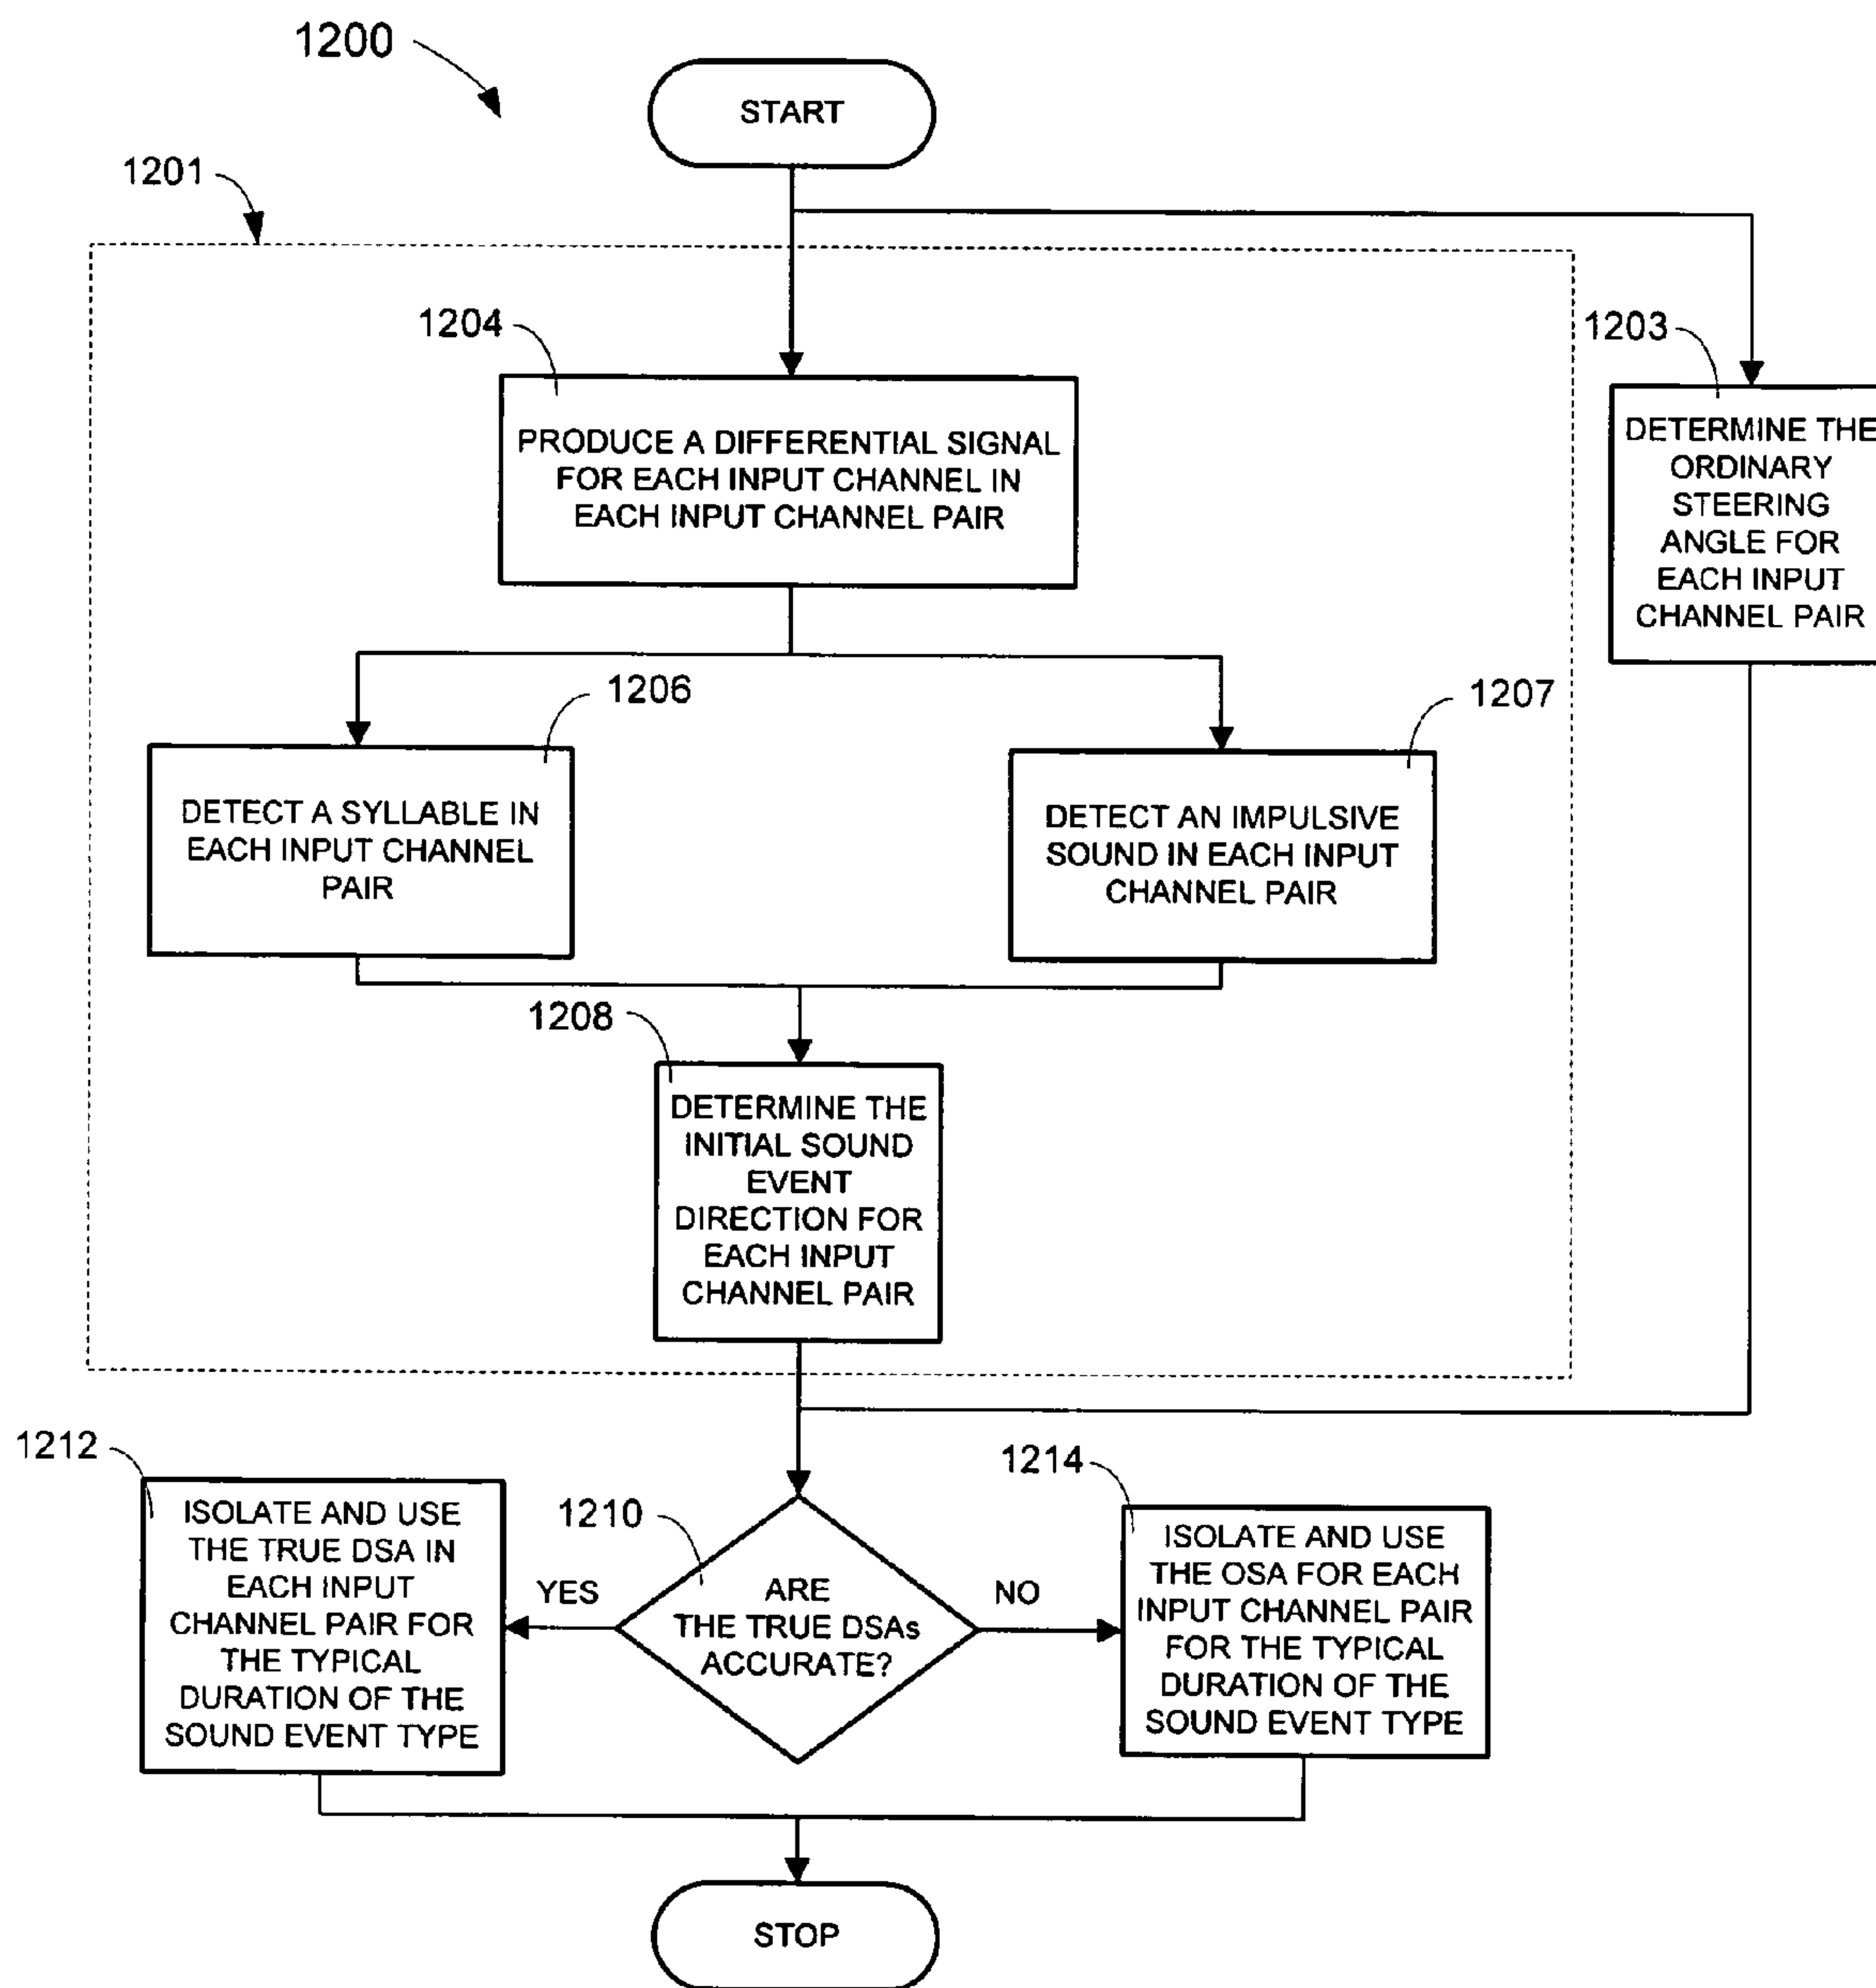 1200
START
1201
1204
1203
PRODUCE A DIFFERENTIAL SIGNAL
FOR EACH INPUT CHANNEL IN
EACH INPUT CHANNEL PAIR
DETERMINE THE
ORDINARY
STEERING
ANGLE FOR
EACH INPUT
CHANNEL PAIR
1206
1207
DETECT A SYLLABLE IN
EACH INPUT CHANNEL
PAIR
DETECT AN IMPULSIVE
SOUND IN EACH INPUT
CHANNEL PAIR
1208
DETERMINE THE
INITIAL SOUND
EVENT
DIRECTION FOR
EACH INPUT
CHANNEL PAIR
1212
1210
1214
ISOLATE AND USE
THE TRUE DSA IN
EACH INPUT
CHANNEL PAIR FOR
THE TYPICAL
DURATION OF THE
SOUND EVENT TYPE
YES
ARE
THE TRUE DSAs
ACCURATE?
NO
ISOLATE AND USE
THE OSA FOR EACH
INPUT CHANNEL PAIR
FOR THE TYPICAL
DURATION OF THE
SOUND EVENT TYPE
STOP